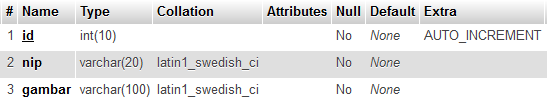 # Name Type Collation Attributes Null Default Extra
1 id int(10) No None AUTO_INCREMENT
2 nip varchar(20) latin1_swedish_ci No None
3 gambar varchar(100) latin1_swedish_ci No None